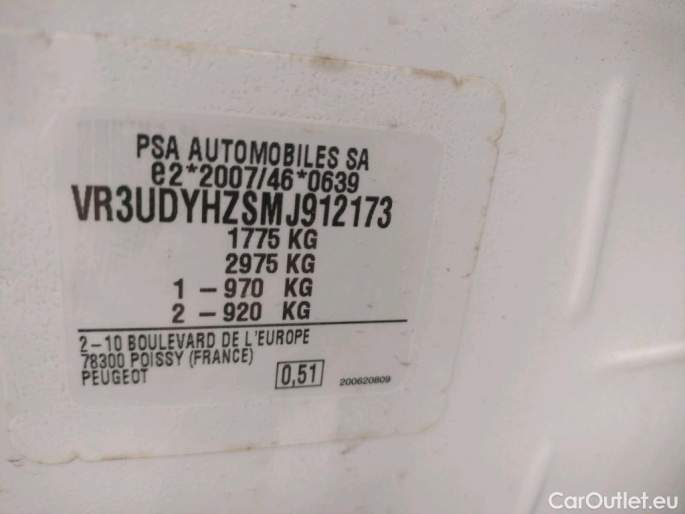 PSA AUTOMOBILES SA
e2*2007/46*0639
VR3UDYHZSMJ912173
1775 KG
2975 KG
1 – 970 KG
2 – 920 KG
2–10 BOULEVARD DE L'EUROPE
78300 POISSY (FRANCE)
PEUGEOT
0,51
200620809
CarOutlet.eu